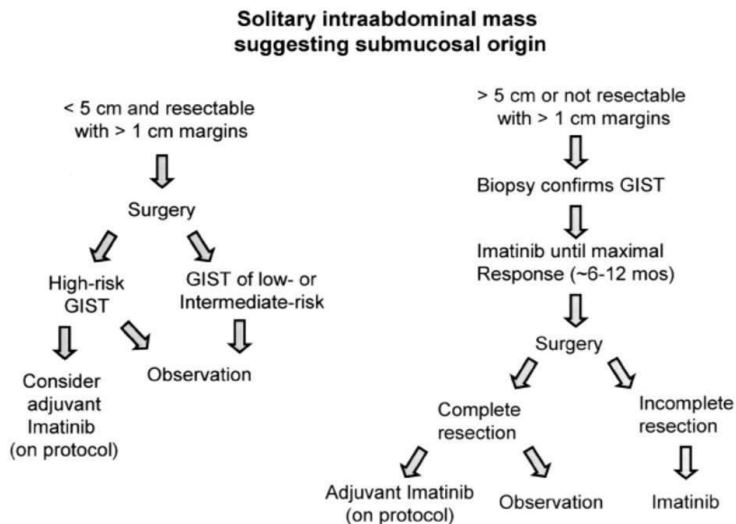 Solitary intraabdominal mass
suggesting submucosal origin
< 5 cm and resectable
with > 1 cm margins
Surgery
High-risk
GIST
GIST of low- or
Intermediate-risk
Consider
adjuvant
Imatinib
(on protocol)
Observation
> 5 cm or not resectable
with > 1 cm margins
Biopsy confirms GIST
Imatinib until maximal
Response (~6-12 mos)
Surgery
Complete
resection
Incomplete
resection
Adjuvant Imatinib
(on protocol)
Observation
Imatinib